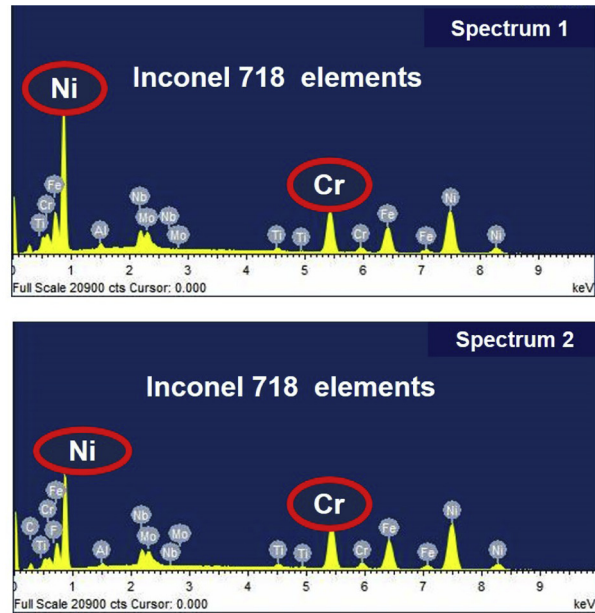 Spectrum 1
Inconel 718 elements
Ni
Cr
Fe
Cr
Ti
Al
Nb
Mo
Nb
Mo
Ti
Ti
Cr
Fe
Fe
Ni
Ni
0 1 2 3 4 5 6 7 8 9
Full Scale 20900 cts Cursor: 0.000 keV
Spectrum 2
Inconel 718 elements
Ni
Cr
Fe
Cr
C
F
Ti
Al
Nb
Mo
Mo
Nb
Ti
Ti
Cr
Fe
Fe
Ni
Ni
0 1 2 3 4 5 6 7 8 9
Full Scale 20900 cts Cursor: 0.000 keV